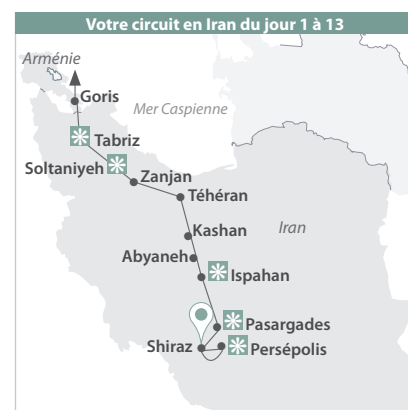 Votre circuit en Iran du jour 1 à 13
Arménie
Goris
Mer Caspienne
Tabriz
Soltaniyeh
Zanjan
Téhéran
Kashan
Iran
Abyaneh
Ispahan
Pasargades
Shiraz
Persépolis